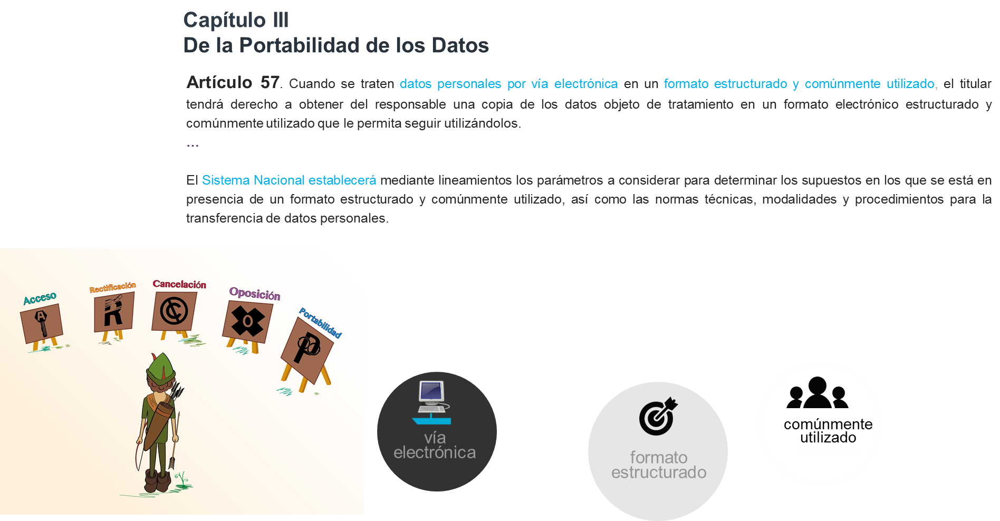 Capítulo III
De la Portabilidad de los Datos
Artículo 57. Cuando se traten datos personales por vía electrónica en un formato estructurado y comúnmente utilizado, el titular
tendrá derecho a obtener del responsable una copia de los datos objeto de tratamiento en un formato electrónico estructurado y
comúnmente utilizado que le permita seguir utilizándolos.
...
El Sistema Nacional establecerá mediante lineamientos los parámetros a considerar para determinar los supuestos en los que se está en
presencia de un formato estructurado y comúnmente utilizado, así como las normas técnicas, modalidades y procedimientos para la
transferencia de datos personales.
Acceso
A
Rectificación
R
Cancelación
C
Oposición
O
Portabilidad
P
vía
electrónica
formato
estructurado
comúnmente
utilizado